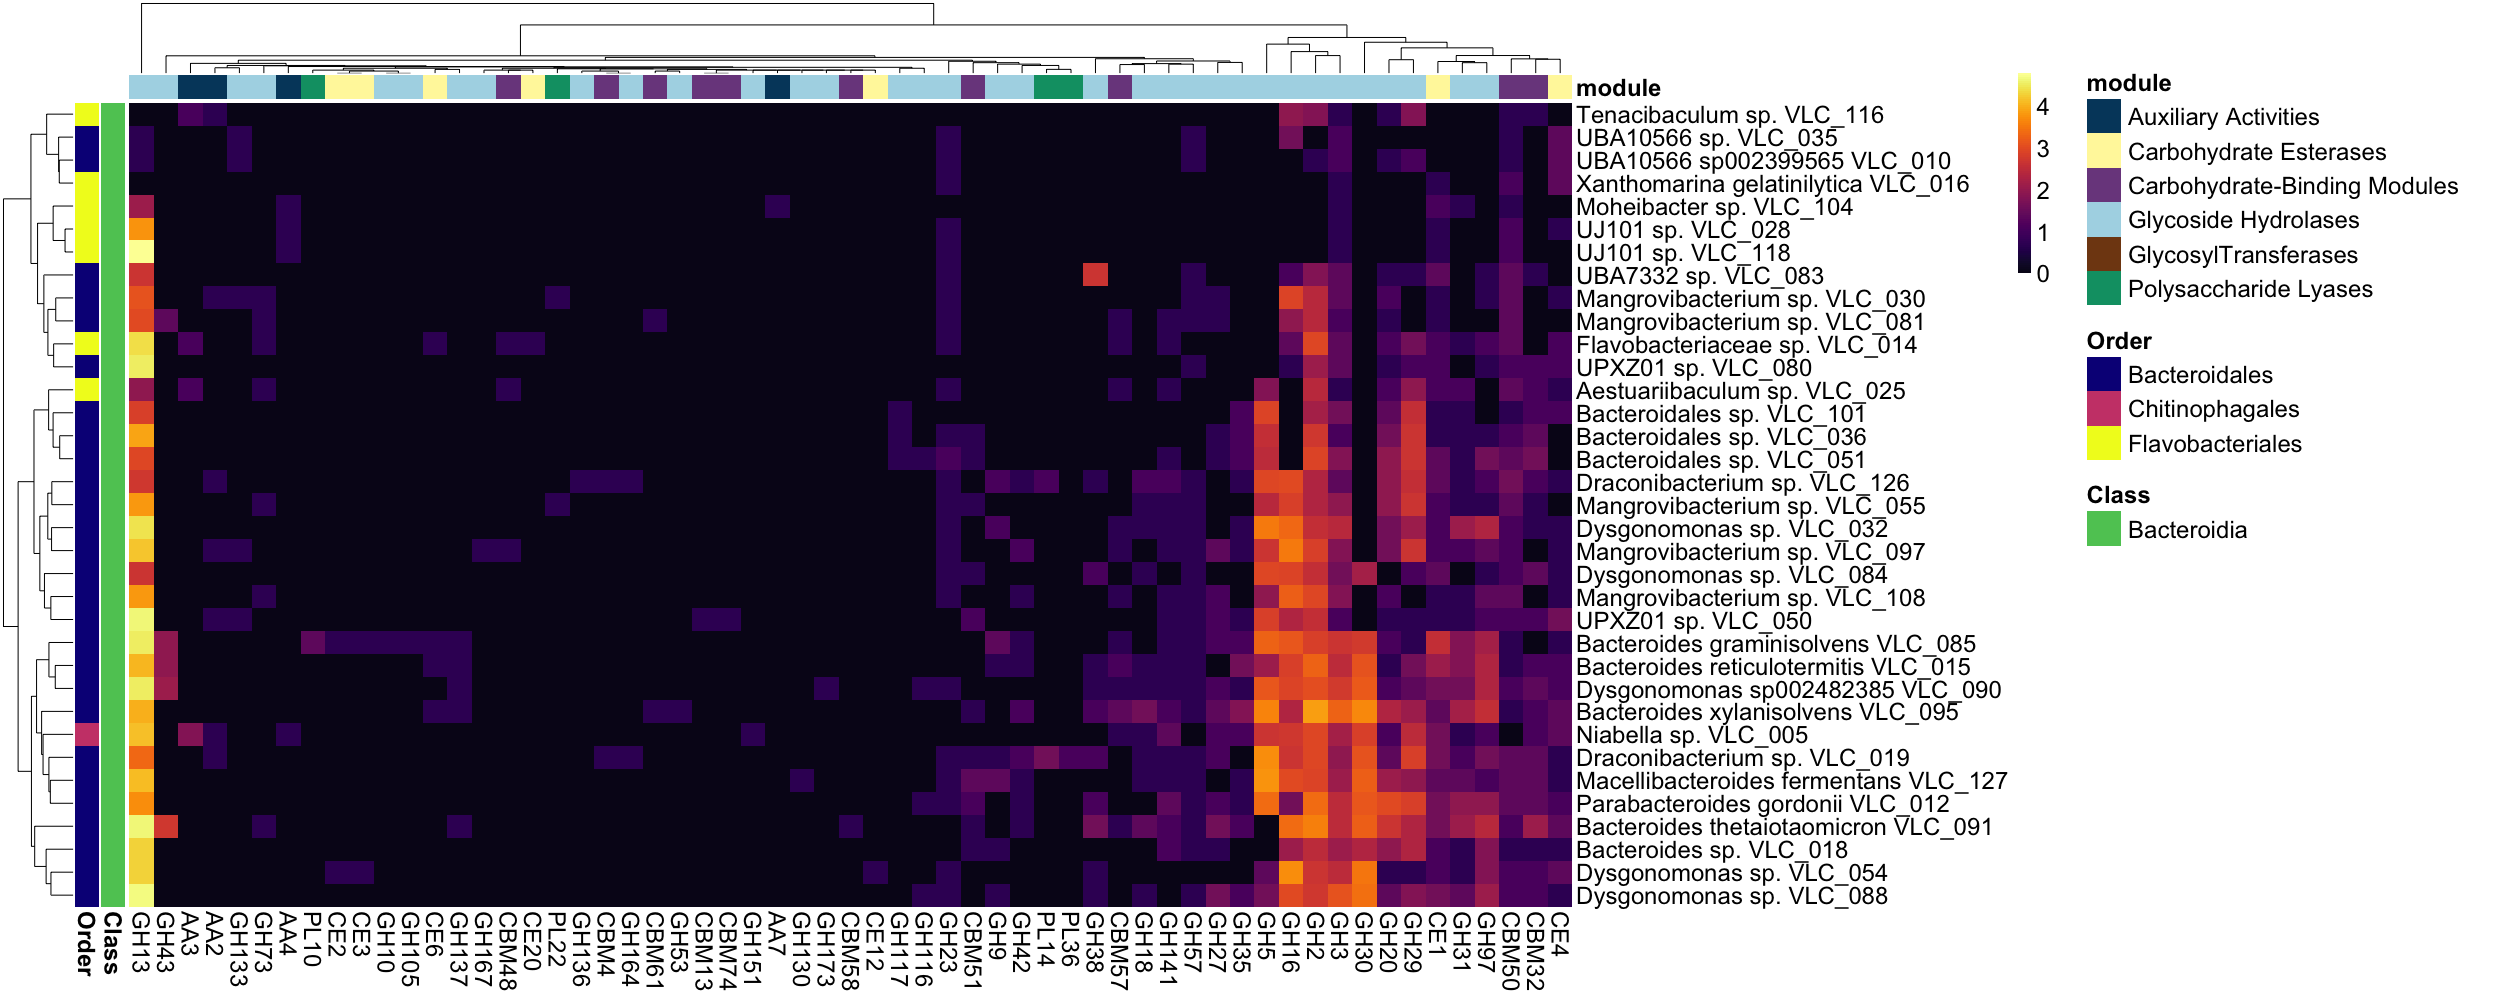 module
Tenacibaculum sp. VLC_116
UBA10566 sp. VLC_035
UBA10566 sp002399565 VLC_010
Xanthomarina gelatinilytica VLC_016
Moheibacter sp. VLC_104
UJ101 sp. VLC_028
UJ101 sp. VLC_118
UBA7332 sp. VLC_083
Mangrovibacterium sp. VLC_030
Mangrovibacterium sp. VLC_081
Flavobacteriaceae sp. VLC_014
UPXZ01 sp. VLC_080
Aestuariibaculum sp. VLC_025
Bacteroidales sp. VLC_101
Bacteroidales sp. VLC_036
Bacteroidales sp. VLC_051
Draconibacterium sp. VLC_126
Mangrovibacterium sp. VLC_055
Dysgonomonas sp. VLC_032
Mangrovibacterium sp. VLC_097
Dysgonomonas sp. VLC_084
Mangrovibacterium sp. VLC_108
UPXZ01 sp. VLC_050
Bacteroides graminisolvens VLC_085
Bacteroides reticulotermitis VLC_015
Dysgonomonas sp002482385 VLC_090
Bacteroides xylanisolvens VLC_095
Niabella sp. VLC_005
Draconibacterium sp. VLC_019
Macellibacteroides fermentans VLC_127
Parabacteroides gordonii VLC_012
Bacteroides thetaiotaomicron VLC_091
Bacteroides sp. VLC_018
Dysgonomonas sp. VLC_054
Dysgonomonas sp. VLC_088
Order
Class
GH13
GH43
AA3
AA2
GH133
GH73
AA4
PL10
CE2
CE3
GH10
GH105
CE6
GH137
GH167
CBM48
CE20
PL22
GH136
CBM4
GH164
CBM61
GH53
CBM13
CBM74
GH151
AA7
GH130
GH173
CBM58
CE12
GH117
GH116
GH23
CBM51
GH9
GH42
PL14
PL36
GH38
CBM57
GH18
GH141
GH57
GH27
GH35
GH5
GH16
GH2
GH3
GH30
GH20
GH29
CE1
GH31
GH97
CBM50
CBM32
CE4
4
3
2
1
0
module
Auxiliary Activities
Carbohydrate Esterases
Carbohydrate-Binding Modules
Glycoside Hydrolases
GlycosylTransferases
Polysaccharide Lyases
Order
Bacteroidales
Chitinophagales
Flavobacteriales
Class
Bacteroidia